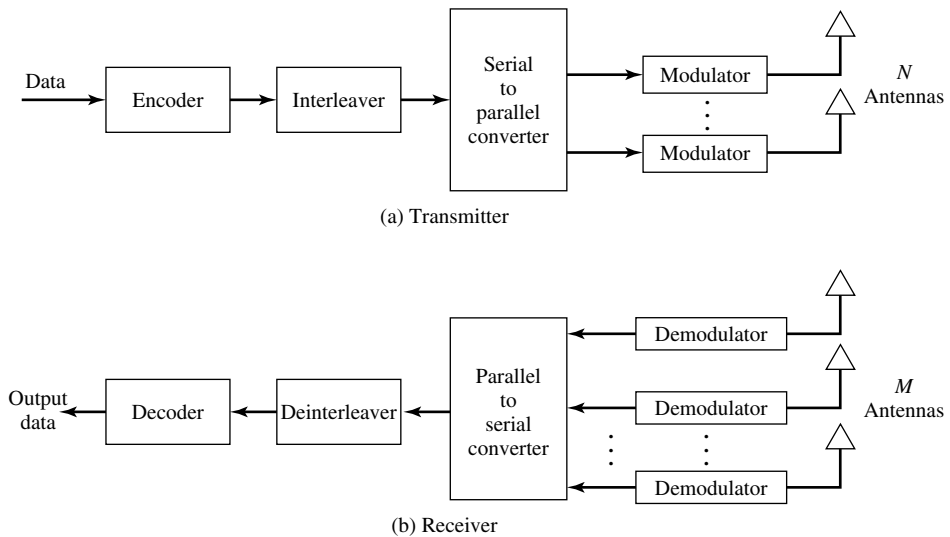 Data
Encoder
Interleaver
Serial
to
parallel
converter
Modulator
Modulator
N
Antennas
(a) Transmitter
Output
data
Decoder
Deinterleaver
Parallel
to
serial
converter
Demodulator
Demodulator
Demodulator
M
Antennas
(b) Receiver